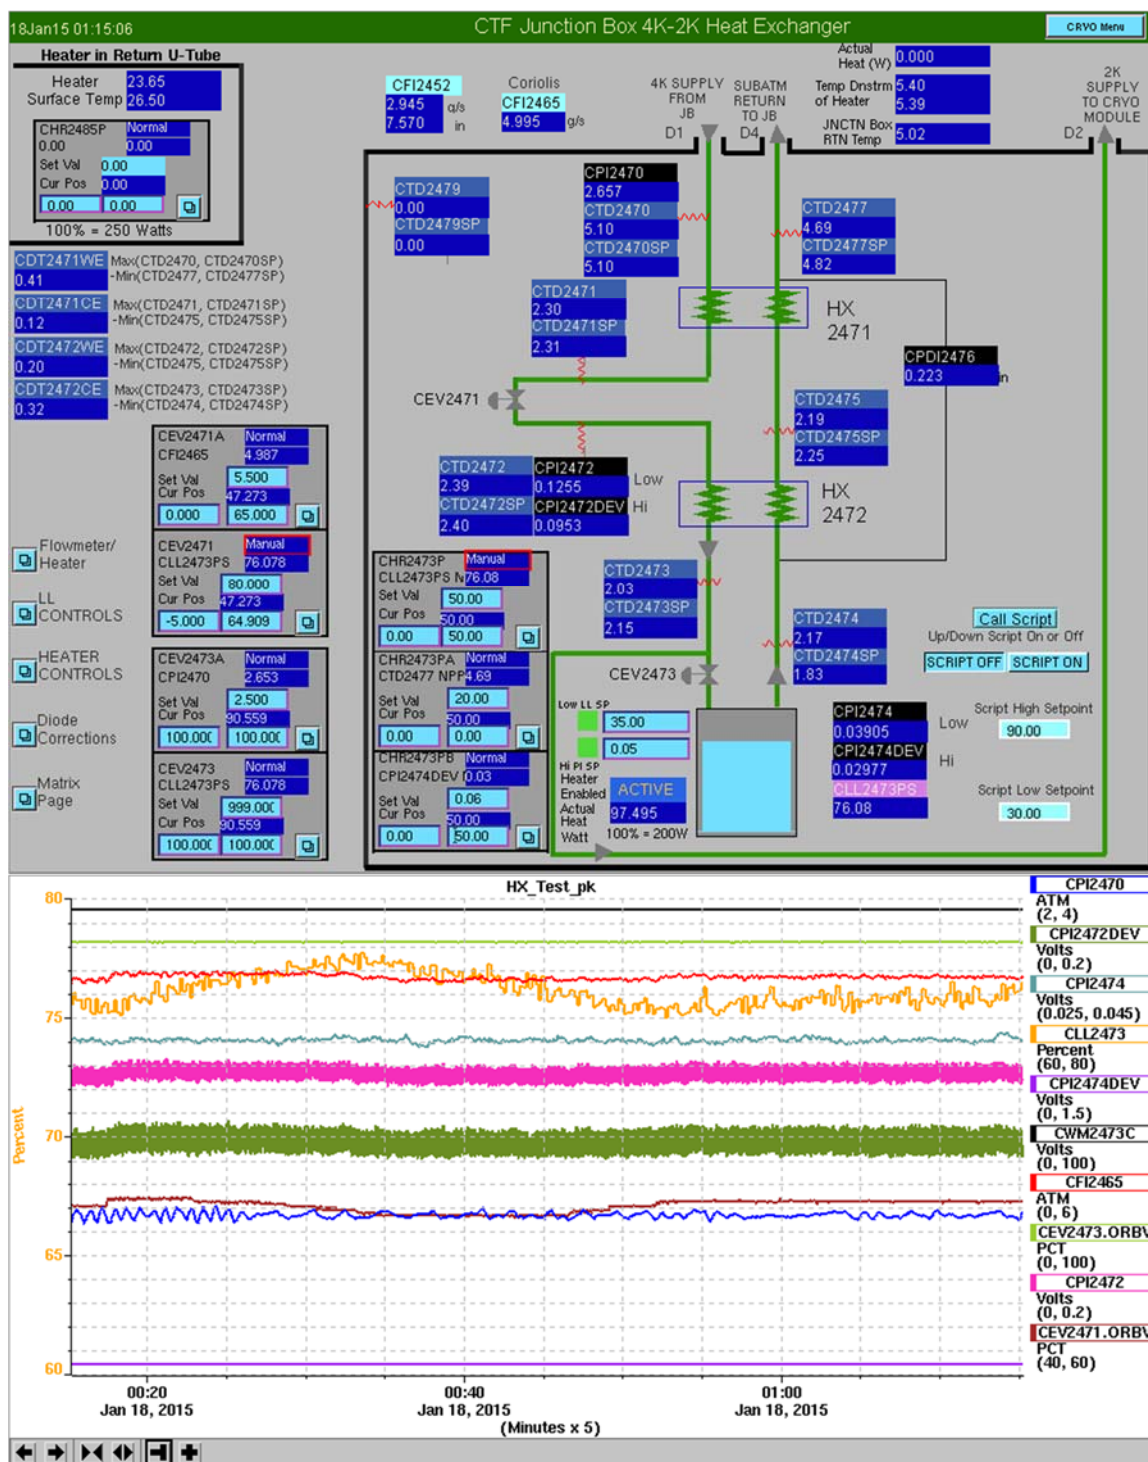 18Jan15 01:15:06
CTF Junction Box 4K-2K Heat Exchanger
CRYO Menu
Heater in Return U-Tube
Heater 23.65
Surface Temp 26.50
CHR2485P Normal
0.00 0.00
Set Val 0.00
Cur Pos 0.00
0.00 0.00
100% = 250 Watts
CFI2452
2.945 g/s
7.570 in
Coriolis
CFI2465
4.995 g/s
4K SUPPLY
FROM
JB
D1
SUBATM
RETURN
TO JB
D4
Actual
Heat (W) 0.000
Temp Dnstrm 5.40
of Heater 5.39
JNCTN Box
RTN Temp 5.02
2K
SUPPLY
TO CRYO
MODULE
D2
CDT2471WE Max(CTD2470, CTD2470SP)
0.41 -Min(CTD2477, CTD2477SP)
CDT2471CE Max(CTD2471, CTD2471SP)
0.12 -Min(CTD2475, CTD2475SP)
CDT2472WE Max(CTD2472, CTD2472SP)
0.20 -Min(CTD2475, CTD2475SP)
CDT2472CE Max(CTD2473, CTD2473SP)
0.32 -Min(CTD2474, CTD2474SP)
CTD2479
0.00
CTD2479SP
0.00
CPI2470
2.657
CTD2470
5.10
CTD2470SP
5.10
CTD2477
4.69
CTD2477SP
4.82
CTD2471
2.30
CTD2471SP
2.31
HX
2471
CPDI2476
0.223 in
CEV2471
CTD2475
2.19
CTD2475SP
2.25
CTD2472
2.39
CTD2472SP
2.40
CPI2472
0.1255 Low
CPI2472DEV Hi
0.0953
HX
2472
CEV2471A Normal
CFI2465 4.987
Set Val 5.500
Cur Pos 47.273
0.000 65.000
CEV2471 Manual
CLL2473PS 76.078
Set Val 80.000
Cur Pos 47.273
-5.000 64.909
CEV2473A Normal
CPI2470 2.653
Set Val 2.500
Cur Pos 90.559
100.00( 100.00(
CEV2473 Normal
CLL2473PS 76.078
Set Val 999.00(
Cur Pos 90.559
100.00( 100.00(
Flowmeter/
Heater
LL
CONTROLS
HEATER
CONTROLS
Diode
Corrections
Matrix
Page
CHR2473P Manual
CLL2473PS N 76.08
Set Val 50.00
Cur Pos 50.00
0.00 50.00
CHR2473PA Normal
CTD2477 NPP 4.69
Set Val 20.00
Cur Pos 50.00
0.00 0.00
CHR2473PB Normal
CPI2474DEV 0.03
Set Val 0.06
Cur Pos 50.00
0.00 50.00
CTD2473
2.03
CTD2473SP
2.15
CTD2474
2.17
CTD2474SP
1.83
CEV2473
Call Script
Up/Down Script On or Off
SCRIPT OFF SCRIPT ON
Low LL SP
35.00
0.05
Hi PI SP
Heater
Enabled ACTIVE
Actual
Heat 97.495
Watt 100% = 200W
CPI2474
0.03905 Low
CPI2474DEV Hi
0.02977
CLL2473PS
76.08
Script High Setpoint
90.00
Script Low Setpoint
30.00
HX_Test_pk
Percent
80
75
70
65
60
00:20 00:40 01:00
Jan 18, 2015 Jan 18, 2015 Jan 18, 2015
(Minutes x 5)
CPI2470
ATM
(2, 4)
CPI2472DEV
Volts
(0, 0.2)
CPI2474
Volts
(0.025, 0.045)
CLL2473
Percent
(60, 80)
CPI2474DEV
Volts
(0, 1.5)
CWM2473C
Volts
(0, 100)
CFI2465
ATM
(0, 6)
CEV2473.ORBV
PCT
(0, 100)
CPI2472
Volts
(0, 0.2)
CEV2471.ORBV
PCT
(40, 60)